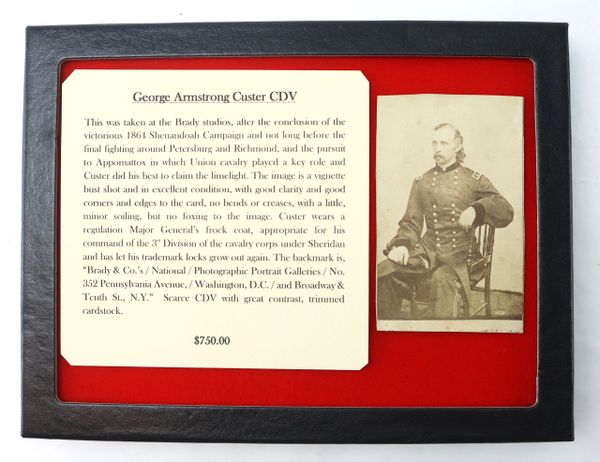 George Armstrong Custer CDV
This was taken at the Brady studios, after the conclusion of the
victorious 1864 Shenandoah Campaign and not long before the
final fighting around Petersburg and Richmond, and the pursuit
to Appomattox in which Union cavalry played a key role and
Custer did his best to claim the limelight. The image is a vignette
bust shot and in excellent condition, with good clarity and good
corners and edges to the card, no bends or creases, with a little,
minor soiling, but no foxing to the image. Custer wears a
regulation Major General's frock coat, appropriate for his
command of the 3rd Division of the cavalry corps under Sheridan
and has let his trademark locks grow out again. The backmark is,
"Brady & Co.'s / National / Photographic Portrait Galleries / No.
352 Pennsylvania Avenue, / Washington, D.C. / and Broadway &
Tenth St., N.Y." Scarce CDV with great contrast, trimmed
cardstock.
$750.00